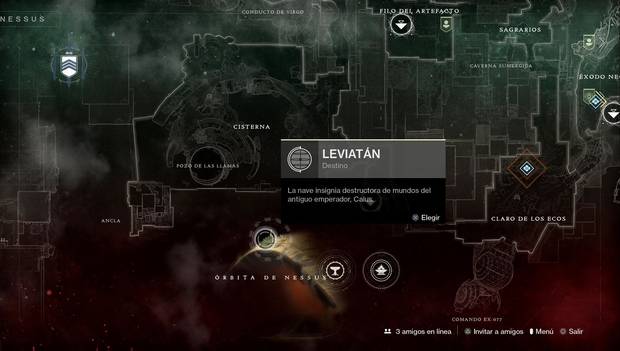 NESSUS
CONDUCTO DE VIRGO
FILO DEL ARTEFACTO
SAGRARIOS
CAVERNA SUMERGIDA
ÉXODO NE
CISTERNA
POZO DE LAS LLAMAS
LEVIATÁN
Destino
La nave insignia destructora de mundos del
antiguo emperador, Calus.
Elegir
ANCLA
CLARO DE LOS ECOS
ÓRBITA DE NESSUS
COMANDO EX-077
3 amigos en línea
Invitar a amigos
Menú
Salir